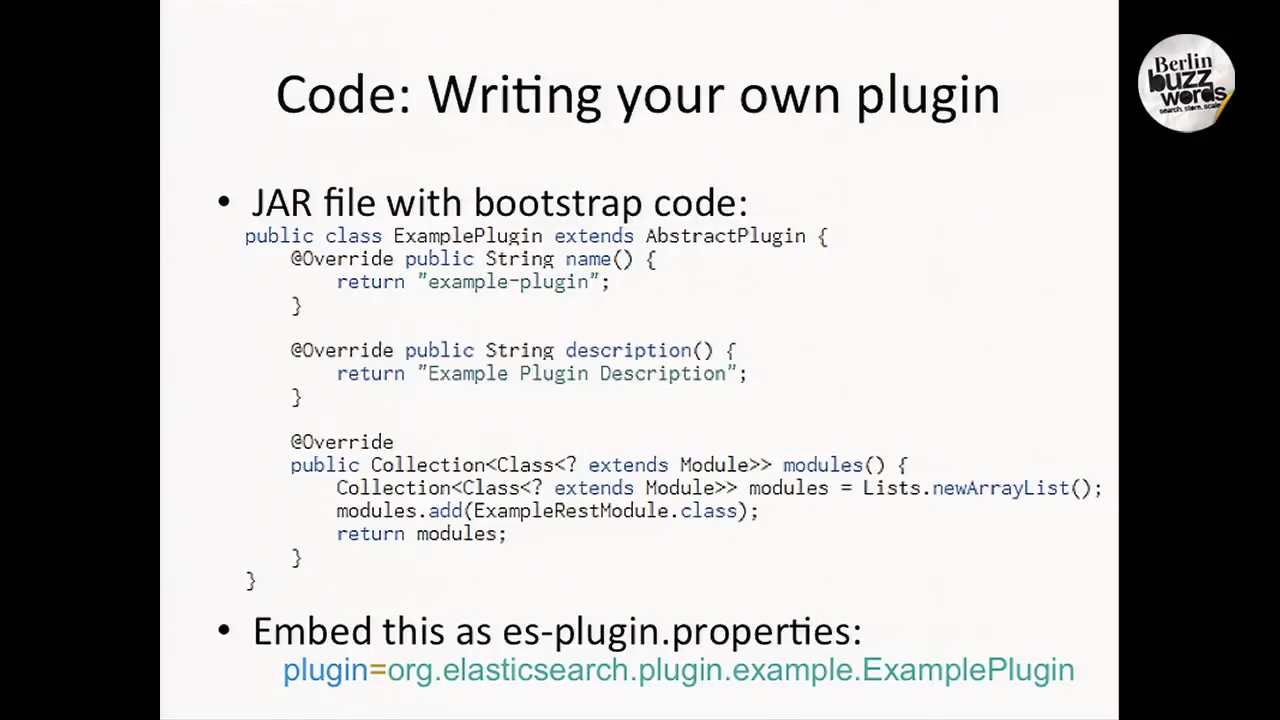 Code: Writing your own plugin
Berlin
buzz
words
search. store. scale.
• JAR file with bootstrap code:
public class ExamplePlugin extends AbstractPlugin {
@Override public String name() {
return "example-plugin";
}
@Override public String description() {
return "Example Plugin Description";
}
@Override
public Collection<Class<? extends Module>> modules() {
Collection<Class<? extends Module>> modules = Lists.newArrayList();
modules.add(ExampleRestModule.class);
return modules;
}
}
• Embed this as es-plugin.properties:
plugin=org.elasticsearch.plugin.example.ExamplePlugin